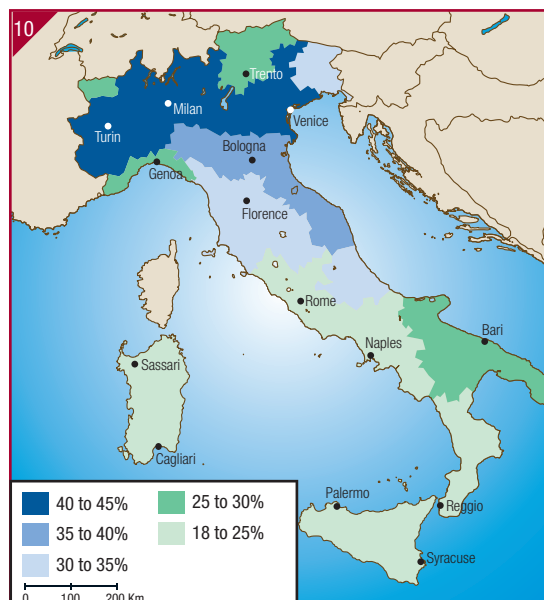 10
Trento
Milan
Venice
Turin
Bologna
Genoa
Florence
Rome
Bari
Naples
Sassari
Cagliari
Palermo
Reggio
Syracuse
40 to 45%
25 to 30%
35 to 40%
18 to 25%
30 to 35%
0 100 200 Km